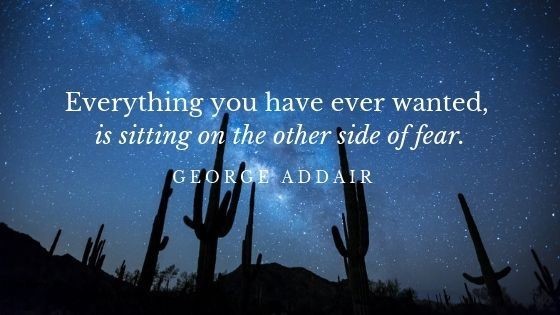 Everything you have ever wanted,
is sitting on the other side of fear.
GEORGE ADDAIR